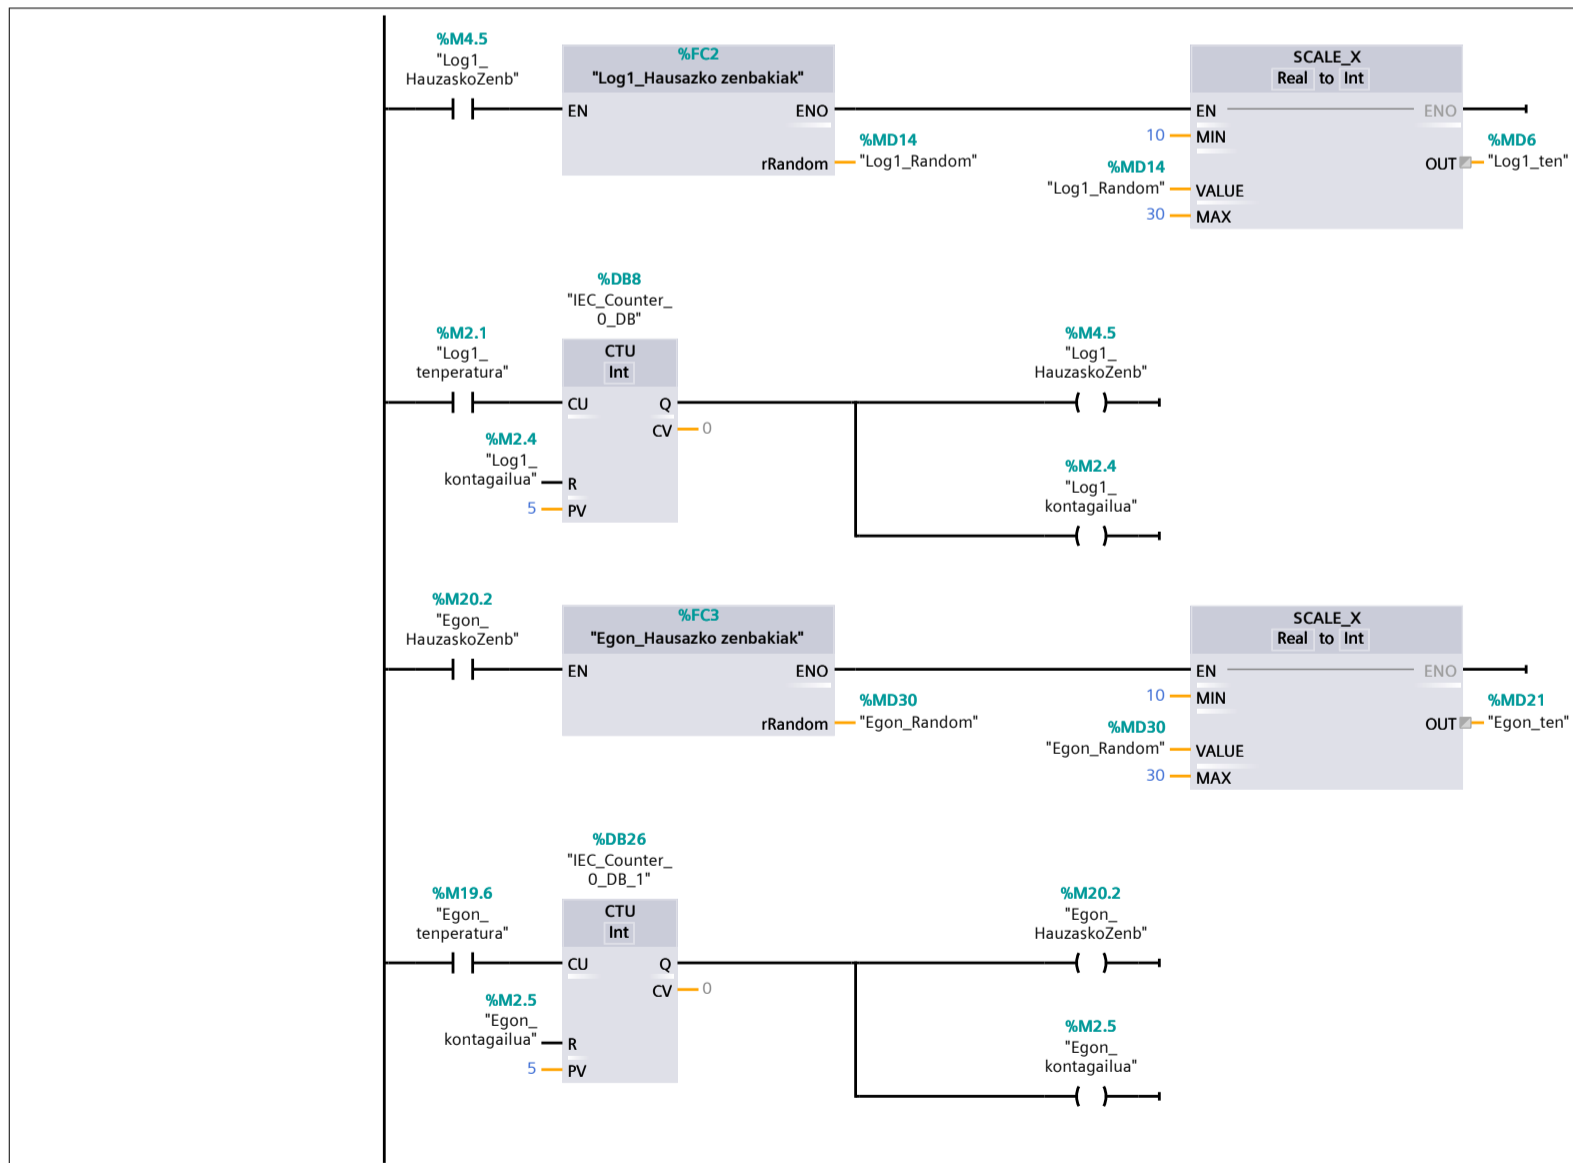 %M4.5
"Log1_
HauzaskoZenb"
%FC2
"Log1_Hausazko zenbakiak"
EN
ENO
rRandom
%MD14
"Log1_Random"
SCALE_X
Real to Int
EN
ENO
10
MIN
%MD14
"Log1_Random"
VALUE
30
MAX
OUT
%MD6
"Log1_ten"
%DB8
"IEC_Counter_
0_DB"
%M2.1
"Log1_
tenperatura"
CTU
Int
CU
Q
CV
0
%M2.4
"Log1_
kontagailua"
R
5
PV
%M4.5
"Log1_
HauzaskoZenb"
%M2.4
"Log1_
kontagailua"
%M20.2
"Egon_
HauzaskoZenb"
%FC3
"Egon_Hausazko zenbakiak"
EN
ENO
rRandom
%MD30
"Egon_Random"
SCALE_X
Real to Int
EN
ENO
10
MIN
%MD30
"Egon_Random"
VALUE
30
MAX
OUT
%MD21
"Egon_ten"
%DB26
"IEC_Counter_
0_DB_1"
%M19.6
"Egon_
tenperatura"
CTU
Int
CU
Q
CV
0
%M2.5
"Egon_
kontagailua"
R
5
PV
%M20.2
"Egon_
HauzaskoZenb"
%M2.5
"Egon_
kontagailua"